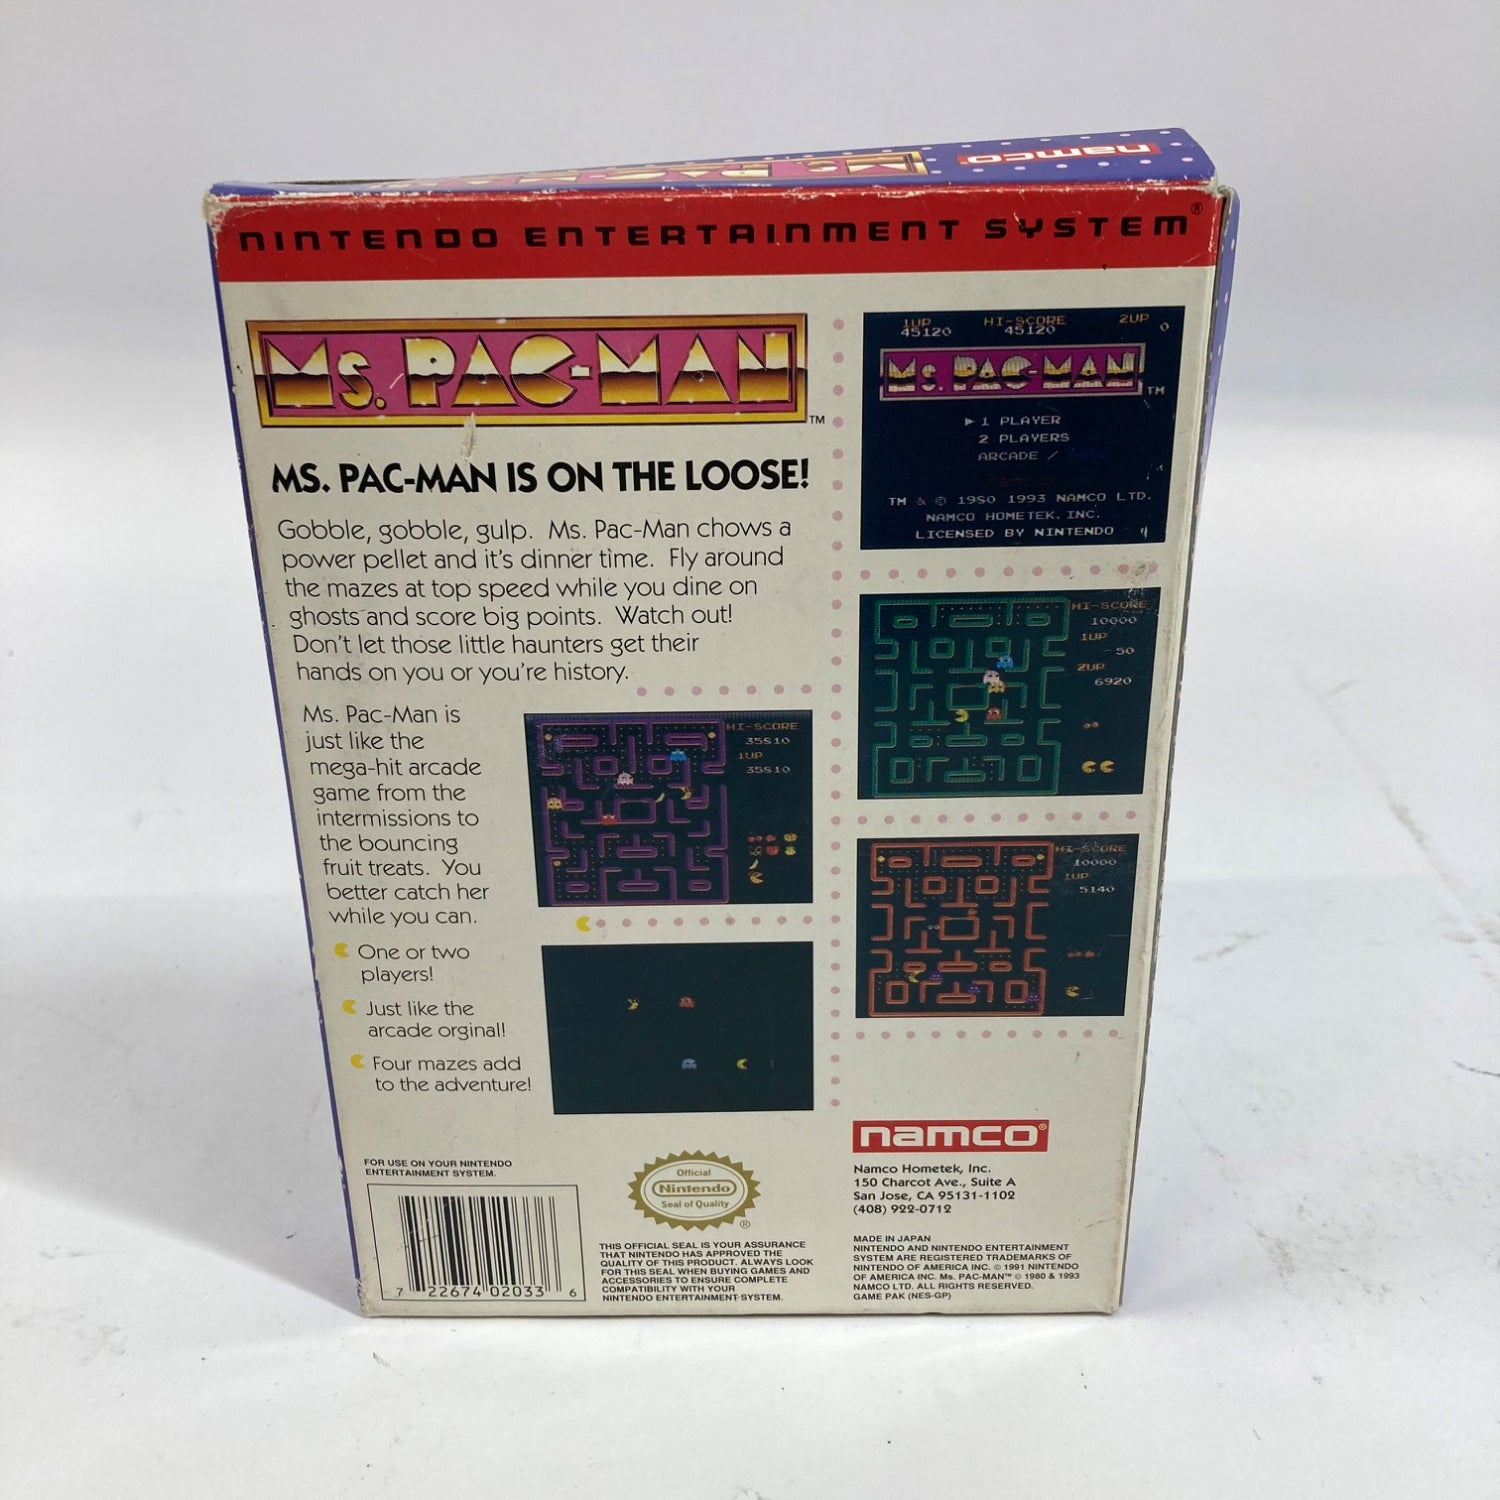 Ms. PAC-MAN
namco
NINTENDO ENTERTAINMENT SYSTEM®
Ms. PAC-MAN™
MS. PAC-MAN IS ON THE LOOSE!
Gobble, gobble, gulp. Ms. Pac-Man chows a
power pellet and it's dinner time. Fly around
the mazes at top speed while you dine on
ghosts and score big points. Watch out!
Don't let those little haunters get their
hands on you or you're history.
Ms. Pac-Man is
just like the
mega-hit arcade
game from the
intermissions to
the bouncing
fruit treats. You
better catch her
while you can.
One or two
players!
Just like the
arcade orginal!
Four mazes add
to the adventure!
1UP HI-SCORE 2UP
45120 45120 0
Ms. PAC-MAN™
1 PLAYER
2 PLAYERS
ARCADE /
TM & © 1980 1993 NAMCO LTD.
NAMCO HOMETEK, INC.
LICENSED BY NINTENDO
HI-SCORE
10000
1UP
50
2UP
6920
HI-SCORE
35810
1UP
35810
HI-SCORE
10000
1UP
5140
FOR USE ON YOUR NINTENDO
ENTERTAINMENT SYSTEM.
7 22674 02033 6
Official
Nintendo
Seal of Quality
®
THIS OFFICIAL SEAL IS YOUR ASSURANCE
THAT NINTENDO HAS APPROVED THE
QUALITY OF THIS PRODUCT. ALWAYS LOOK
FOR THIS SEAL WHEN BUYING GAMES AND
ACCESSORIES TO ENSURE COMPLETE
COMPATIBILITY WITH YOUR
NINTENDO ENTERTAINMENT SYSTEM.
namco®
Namco Hometek, Inc.
150 Charcot Ave., Suite A
San Jose, CA 95131-1102
(408) 922-0712
MADE IN JAPAN
NINTENDO AND NINTENDO ENTERTAINMENT
SYSTEM ARE REGISTERED TRADEMARKS OF
NINTENDO OF AMERICA INC. © 1991 NINTENDO
OF AMERICA INC. Ms. PAC-MAN™ © 1980 & 1993
NAMCO LTD. ALL RIGHTS RESERVED.
GAME PAK (NES-GP)